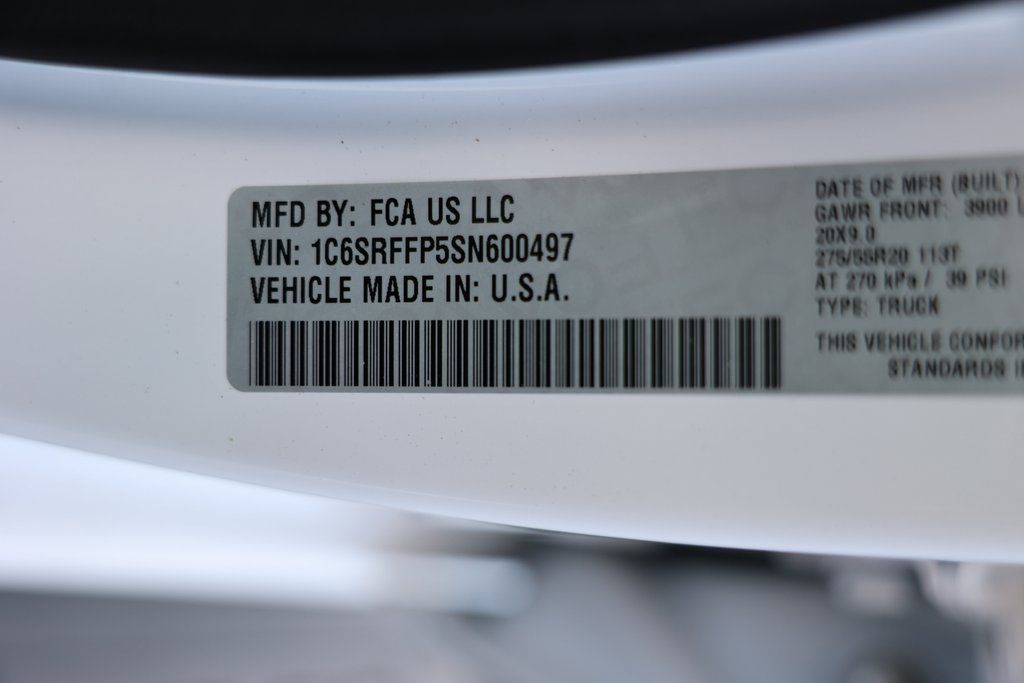 MFD BY: FCA US LLC
VIN: 1C6SRFFP5SN600497
VEHICLE MADE IN: U.S.A.
DATE OF MFR (BUILT)
GAWR FRONT: 3900
20X9.0
275/55R20 113T
AT 270 kPa / 39 PSI
TYPE: TRUCK
THIS VEHICLE
STANDARDS